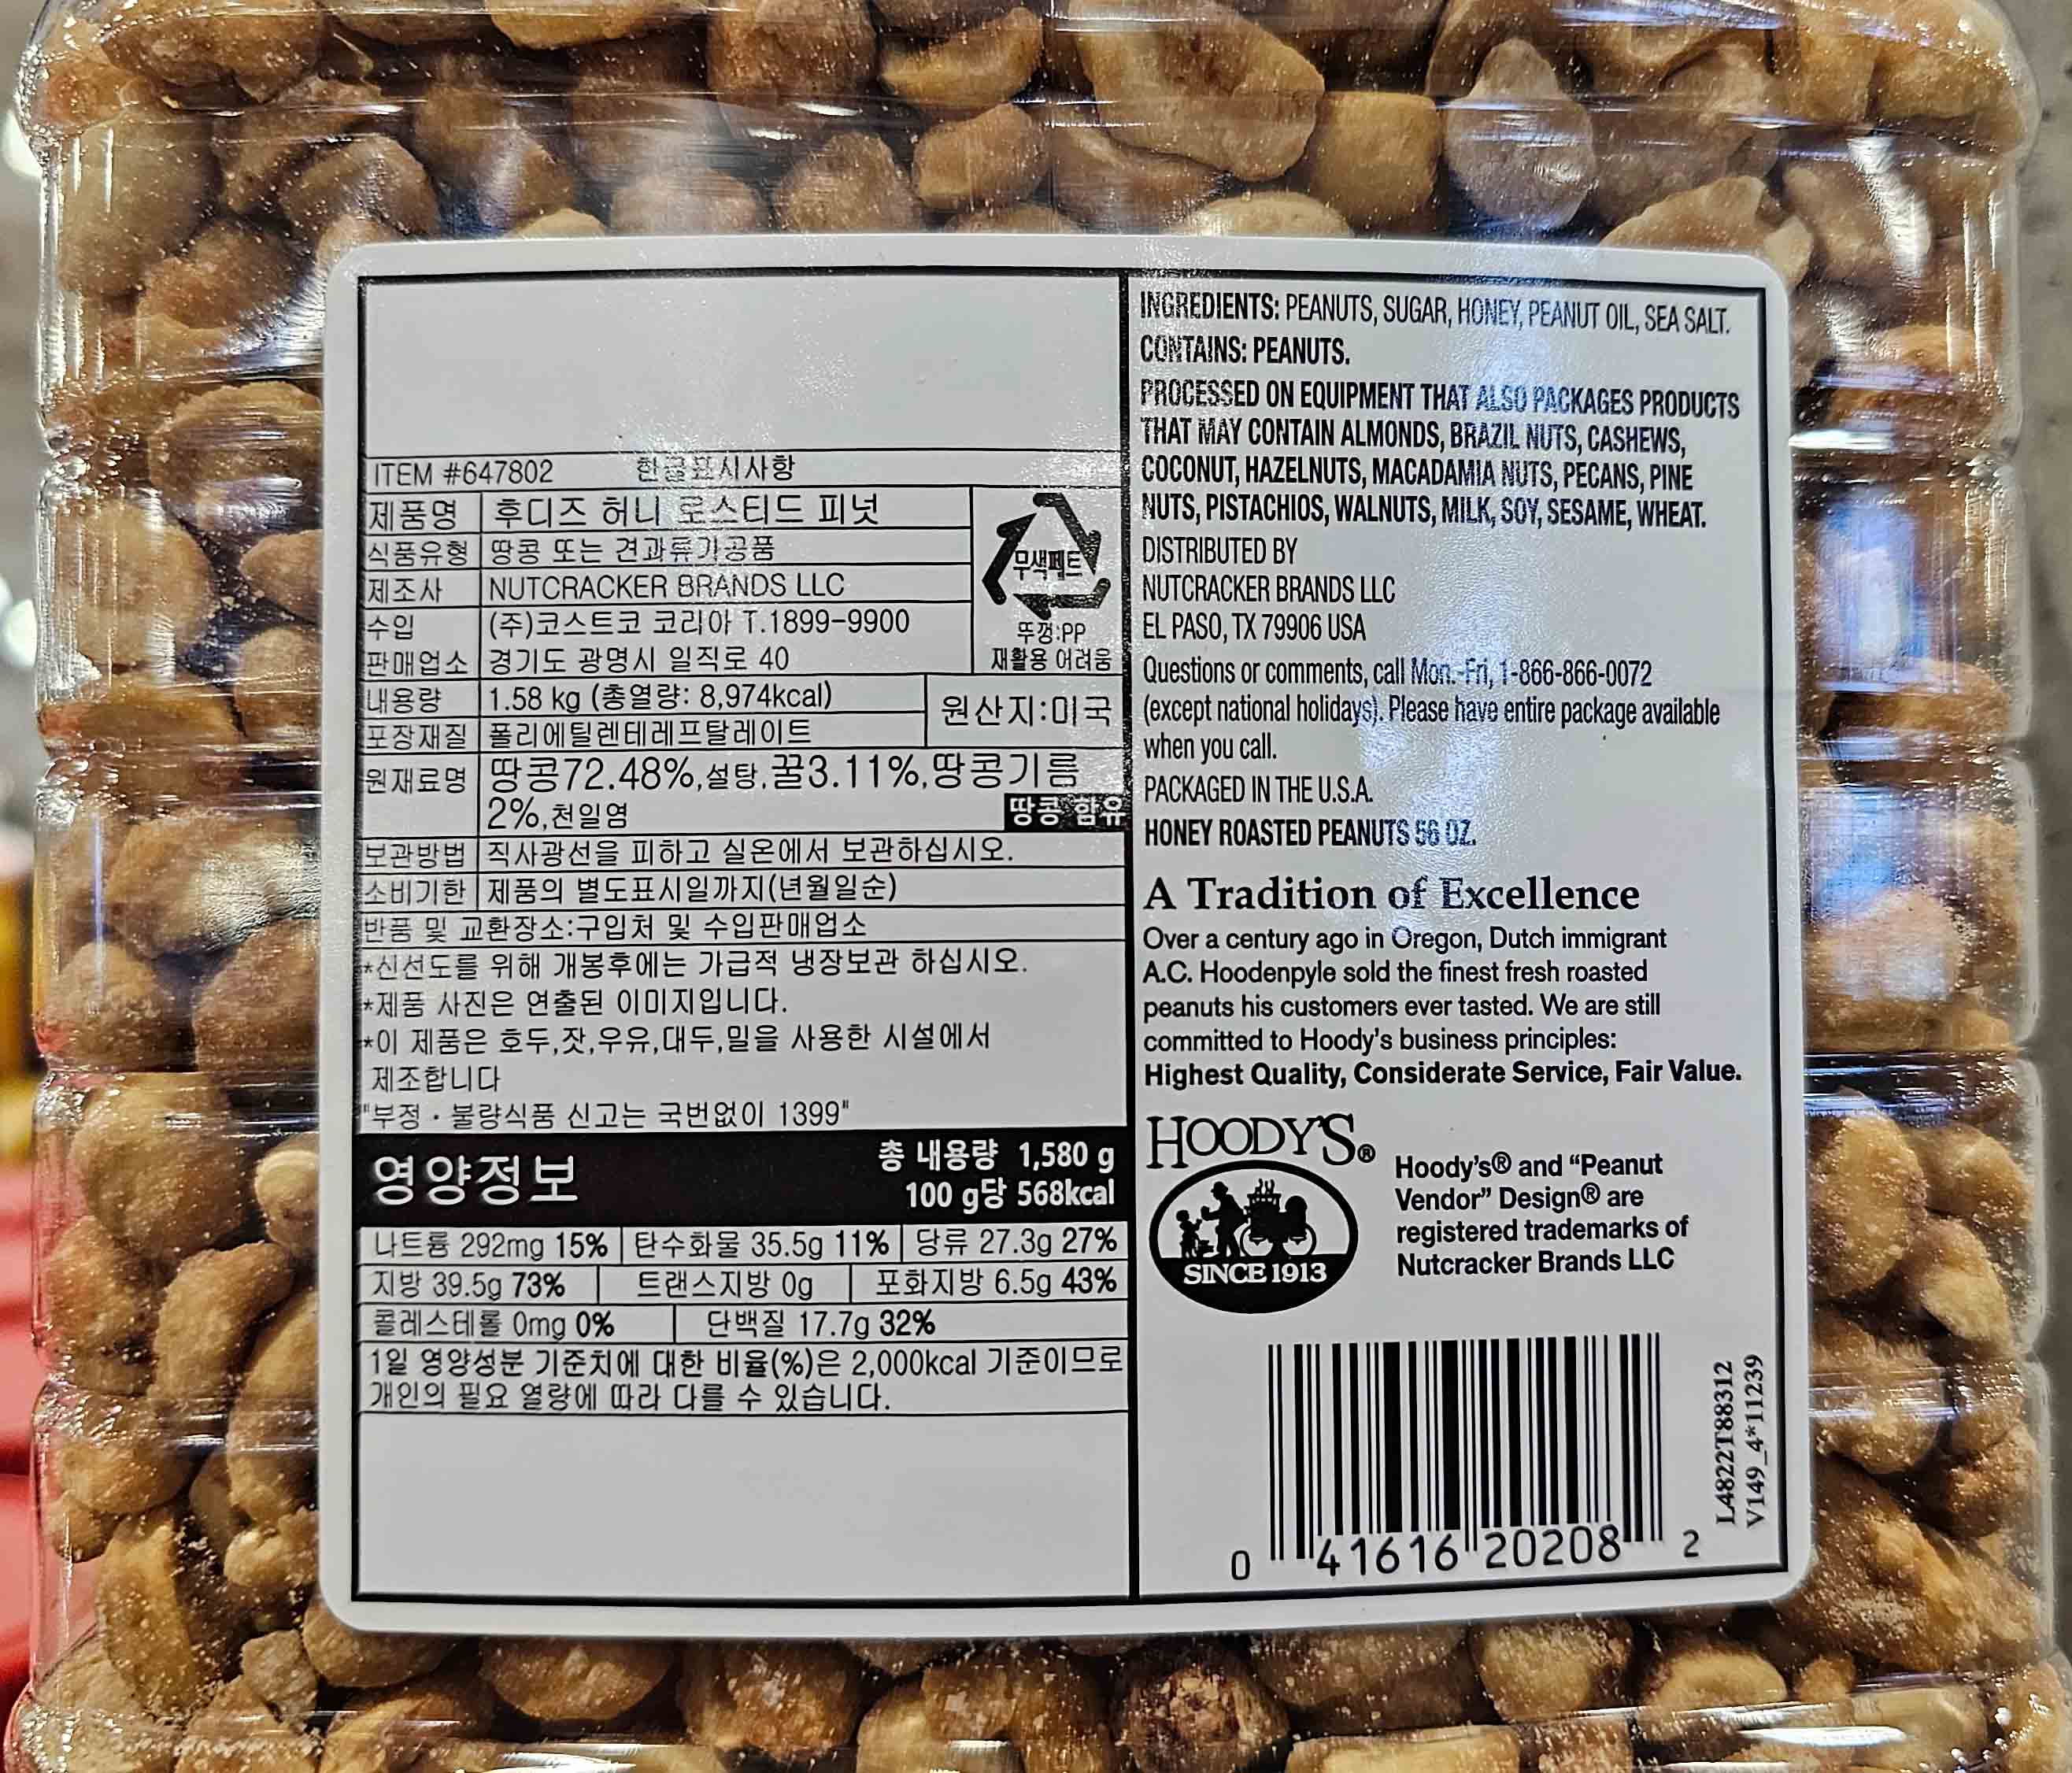 ITEM #647802 한글표시사항
제품명 후디즈 허니 로스티드 피넛
식품유형 땅콩 또는 견과류가공품
제조사 NUTCRACKER BRANDS LLC
수입 (주)코스트코 코리아 T.1899-9900
판매업소 경기도 광명시 일직로 40
무색페트
뚜껑:PP
재활용 어려움
내용량 1.58 kg (총열량: 8,974kcal)
포장재질 폴리에틸렌테레프탈레이트
원산지:미국
원재료명 땅콩72.48%,설탕,꿀3.11%,땅콩기름
2%,천일염
땅콩 함유
보관방법 직사광선을 피하고 실온에서 보관하십시오.
소비기한 제품의 별도표시일까지(년월일순)
반품 및 교환장소:구입처 및 수입판매업소
*신선도를 위해 개봉후에는 가급적 냉장보관 하십시오.
*제품 사진은 연출된 이미지입니다.
*이 제품은 호두,잣,우유,대두,밀을 사용한 시설에서
제조합니다
"부정 · 불량식품 신고는 국번없이 1399"
영양정보
총 내용량 1,580 g
100 g당 568kcal
나트륨 292mg 15% 탄수화물 35.5g 11% 당류 27.3g 27%
지방 39.5g 73% 트랜스지방 0g 포화지방 6.5g 43%
콜레스테롤 0mg 0% 단백질 17.7g 32%
1일 영양성분 기준치에 대한 비율(%)은 2,000kcal 기준이므로
개인의 필요 열량에 따라 다를 수 있습니다.
INGREDIENTS: PEANUTS, SUGAR, HONEY, PEANUT OIL, SEA SALT.
CONTAINS: PEANUTS.
PROCESSED ON EQUIPMENT THAT ALSO PACKAGES PRODUCTS
THAT MAY CONTAIN ALMONDS, BRAZIL NUTS, CASHEWS,
COCONUT, HAZELNUTS, MACADAMIA NUTS, PECANS, PINE
NUTS, PISTACHIOS, WALNUTS, MILK, SOY, SESAME, WHEAT.
DISTRIBUTED BY
NUTCRACKER BRANDS LLC
EL PASO, TX 79906 USA
Questions or comments, call Mon.-Fri, 1-866-866-0072
(except national holidays). Please have entire package available
when you call.
PACKAGED IN THE U.S.A.
HONEY ROASTED PEANUTS 56 OZ.
A Tradition of Excellence
Over a century ago in Oregon, Dutch immigrant
A.C. Hoodenpyle sold the finest fresh roasted
peanuts his customers ever tasted. We are still
committed to Hoody's business principles:
Highest Quality, Considerate Service, Fair Value.
HOODY'S®
SINCE 1913
Hoody's® and “Peanut
Vendor” Design® are
registered trademarks of
Nutcracker Brands LLC
0 41616 20208 2
L4822T88312
V149_4*11239